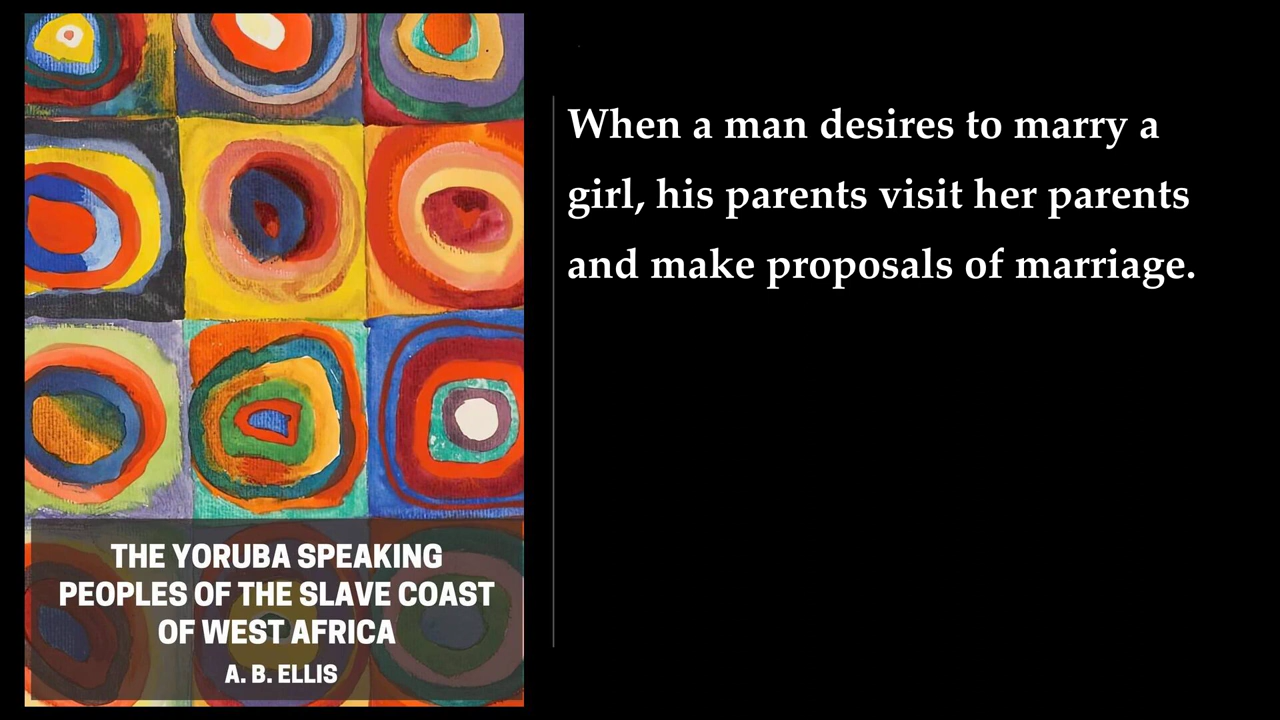 THE YORUBA SPEAKING
PEOPLES OF THE SLAVE COAST
OF WEST AFRICA
A. B. ELLIS
When a man desires to marry a
girl, his parents visit her parents
and make proposals of marriage.